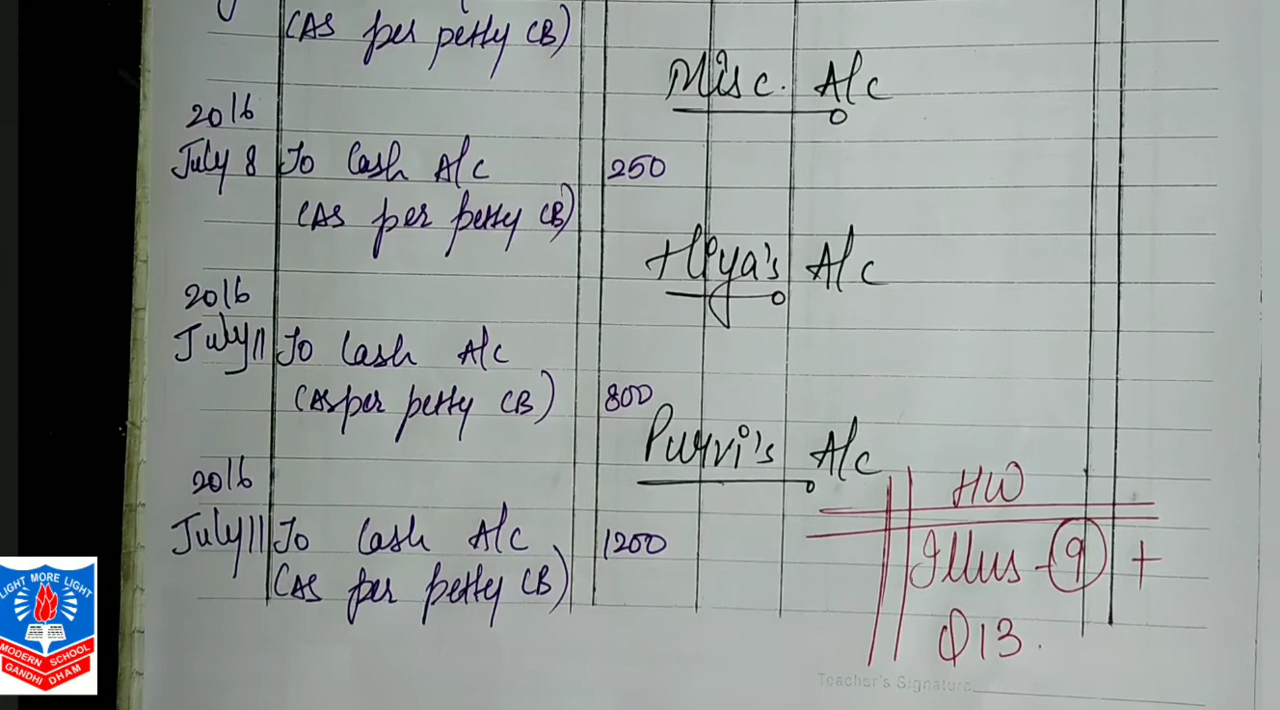 (AS per petty CB)
Misc. A/c
2016
July 8 To Cash A/c 250
(AS per petty CB)
Hiya's A/c
2016
July 11 To Cash A/c
(As per petty CB) 800
Purvi's A/c
2016
July 11 To Cash A/c 1200
(AS per petty CB)
HW
Illus - 9 +
Q13.
Teacher's Signature
LIGHT MORE LIGHT
MODERN SCHOOL
GANDHI DHAM